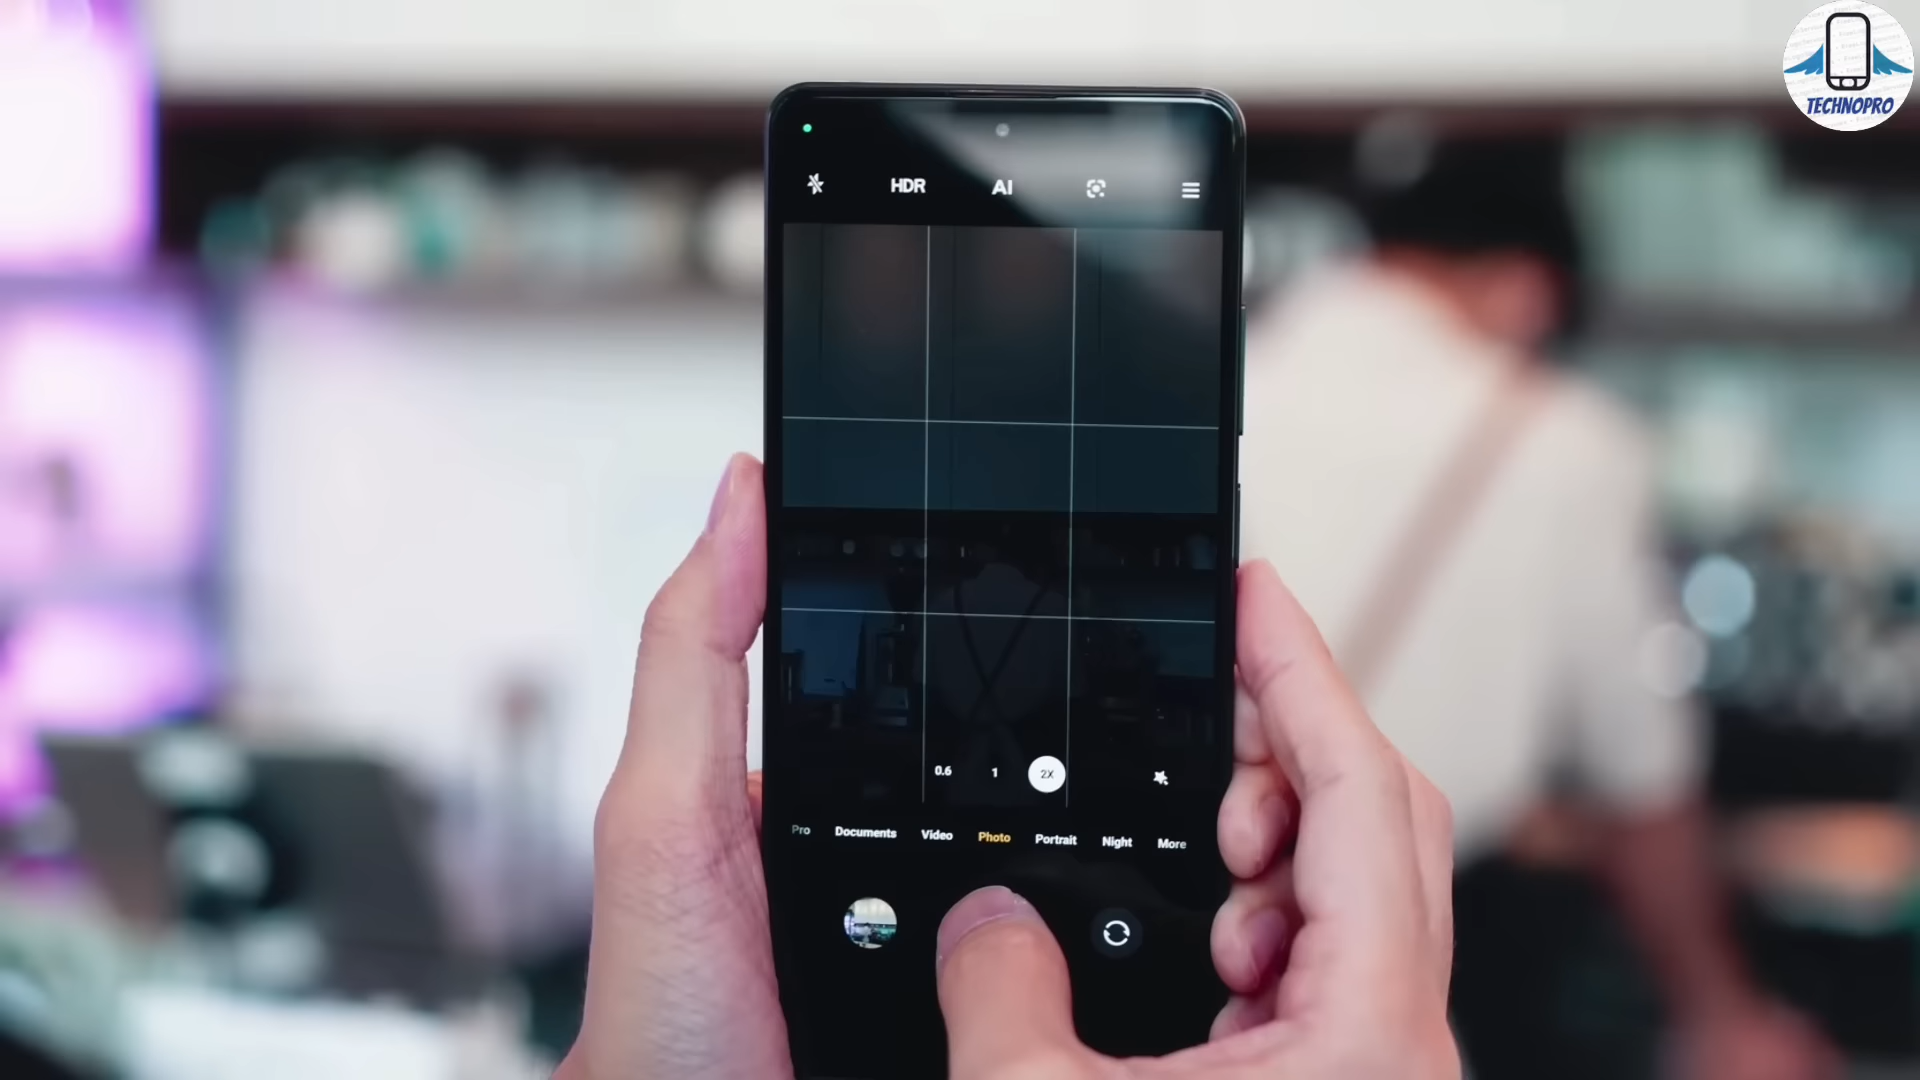 TECHNOPRO
HDR AI
0.6 1 2X
Pro Documents Video Photo Portrait Night More